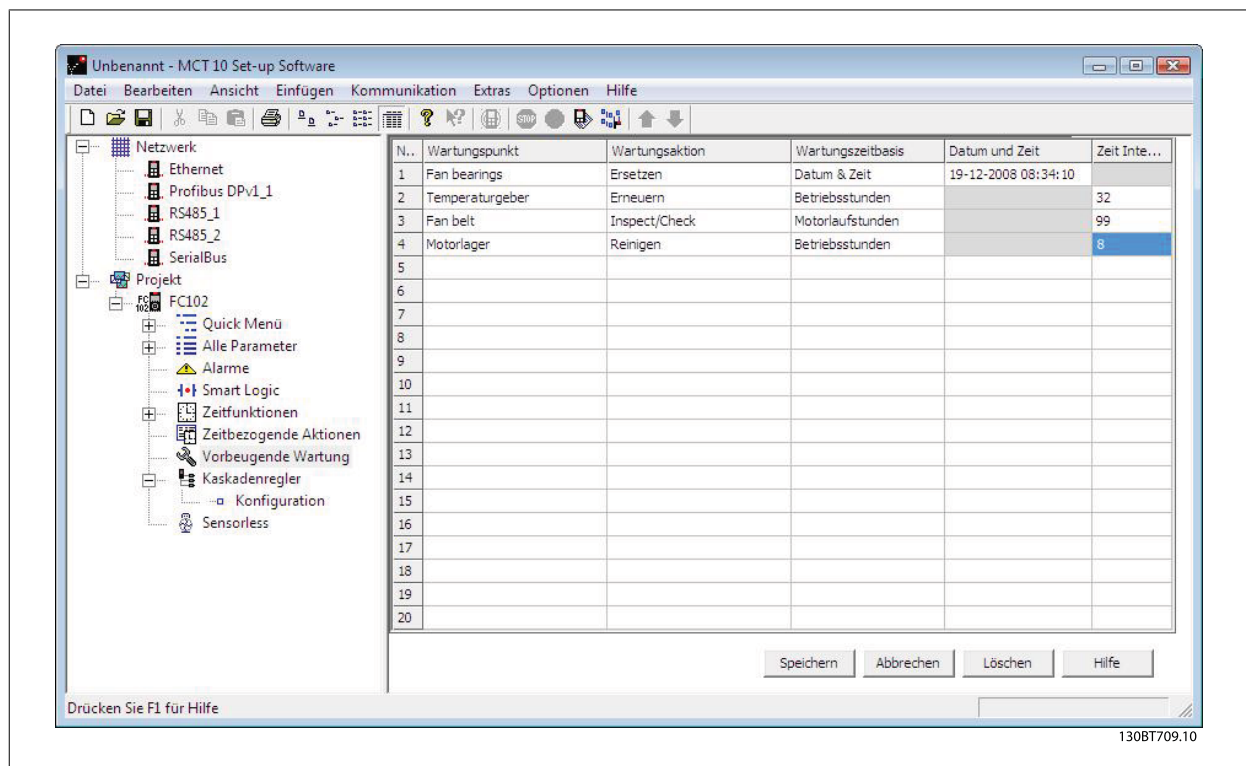 Unbenannt - MCT 10 Set-up Software
Datei Bearbeiten Ansicht Einfügen Kommunikation Extras Optionen Hilfe
STOP
Netzwerk
Ethernet
Profibus DPv1_1
RS485_1
RS485_2
SerialBus
Projekt
FC 102 FC102
Quick Menü
Alle Parameter
Alarme
Smart Logic
Zeitfunktionen
Zeitbezogende Aktionen
Vorbeugende Wartung
Kaskadenregler
Konfiguration
Sensorless
N.. Wartungspunkt Wartungsaktion Wartungszeitbasis Datum und Zeit Zeit Inte...
1 Fan bearings Ersetzen Datum & Zeit 19-12-2008 08:34:10
2 Temperaturgeber Erneuern Betriebsstunden 32
3 Fan belt Inspect/Check Motorlaufstunden 99
4 Motorlager Reinigen Betriebsstunden 8
5
6
7
8
9
10
11
12
13
14
15
16
17
18
19
20
Speichern Abbrechen Löschen Hilfe
Drücken Sie F1 für Hilfe
130BT709.10